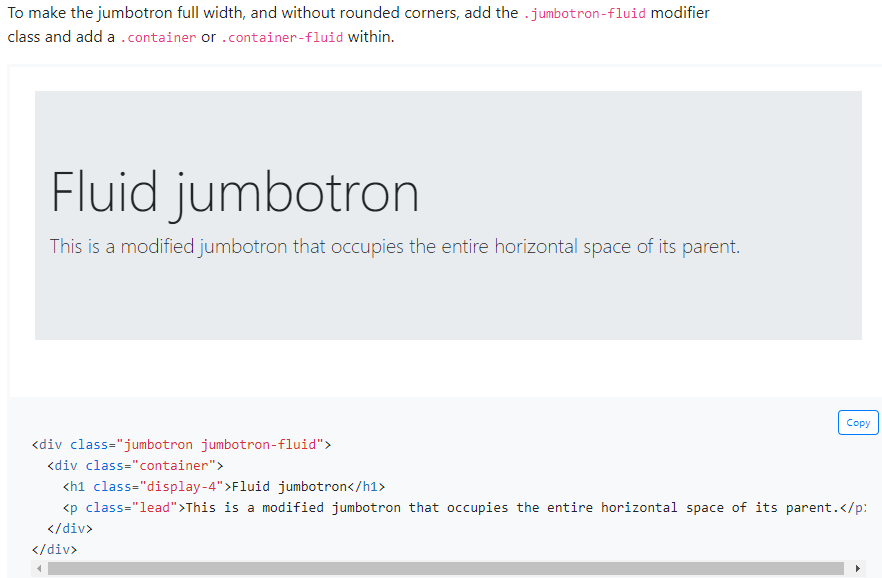 To make the jumbotron full width, and without rounded corners, add the .jumbotron-fluid modifier
class and add a .container or .container-fluid within.
Fluid jumbotron
This is a modified jumbotron that occupies the entire horizontal space of its parent.
Copy
<div class="jumbotron jumbotron-fluid">
  <div class="container">
    <h1 class="display-4">Fluid jumbotron</h1>
    <p class="lead">This is a modified jumbotron that occupies the entire horizontal space of its parent.</p>
  </div>
</div>